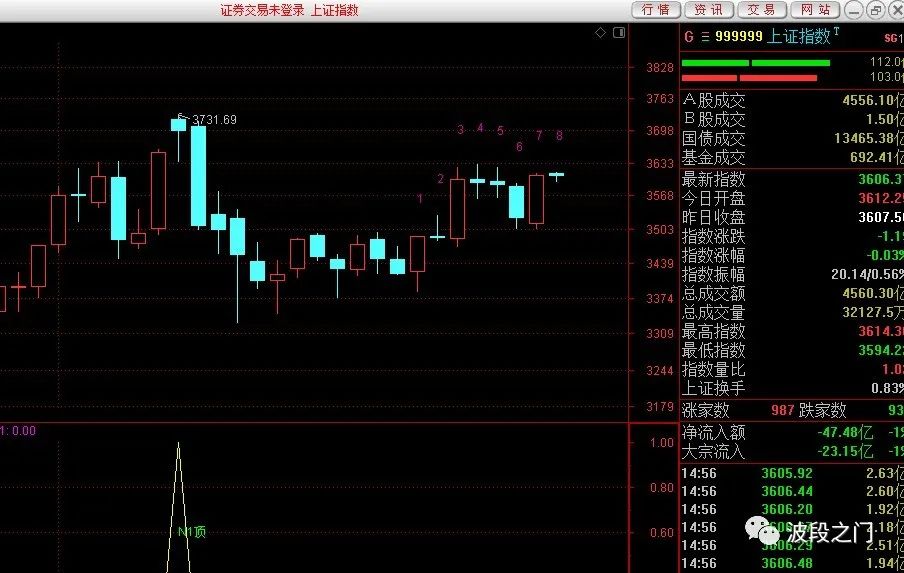 证券交易未登录 上证指数 行情 资讯 交易 网站
G 999999 上证指数 T SG1
112.0亿
103.0亿
A股成交 4556.10亿
B股成交 1.50亿
国债成交 13465.38亿
基金成交 692.41亿
最新指数 3606.37
今日开盘 3612.25
昨日收盘 3607.56
指数涨跌 -1.19
指数涨幅 -0.03%
指数振幅 20.14/0.56%
总成交额 4560.30亿
总成交量 32127.5万
最高指数 3614.36
最低指数 3594.22
指数量比 1.03
上证换手 0.83%
涨家数 987 跌家数 93
净流入额 -47.48亿 -1
大宗流入 -23.15亿 -1
14:56 3605.92 2.63亿
14:56 3606.44 2.60亿
14:56 3606.20 1.92亿
14:56 1.18亿
14:56 3606.29 2.51亿
14:56 3606.48 1.94亿
3828
3763
3698
3633
3568
3503
3439
3374
3309
3244
3179
3731.69
1 2 3 4 5 6 7 8
1: 0.00
1.00
0.80
0.60
N1顶
波段之门